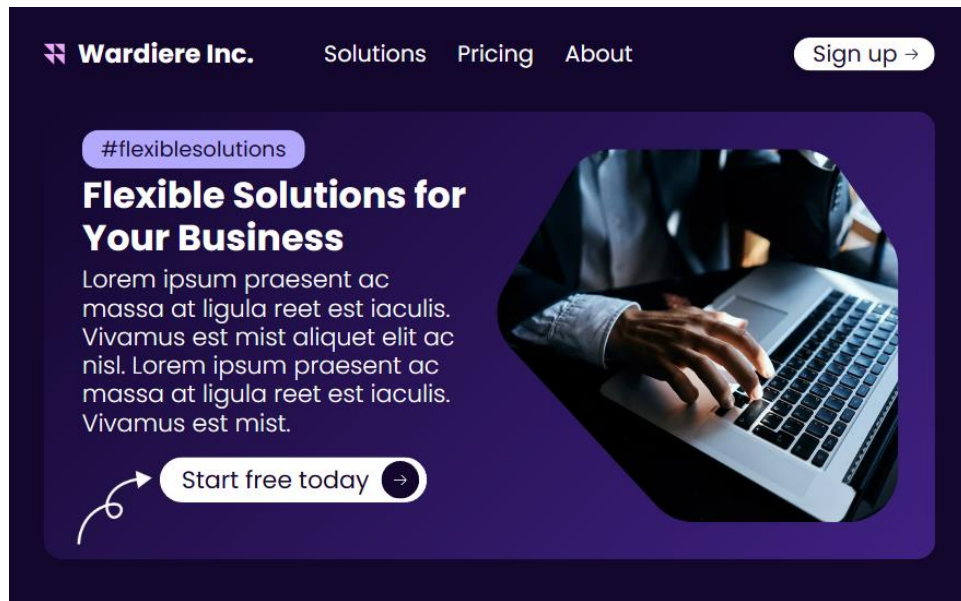 Wardiere Inc.
Solutions Pricing About
Sign up →
#flexiblesolutions
Flexible Solutions for
Your Business
Lorem ipsum praesent ac
massa at ligula reet est iaculis.
Vivamus est mist aliquet elit ac
nisl. Lorem ipsum praesent ac
massa at ligula reet est iaculis.
Vivamus est mist.
Start free today →